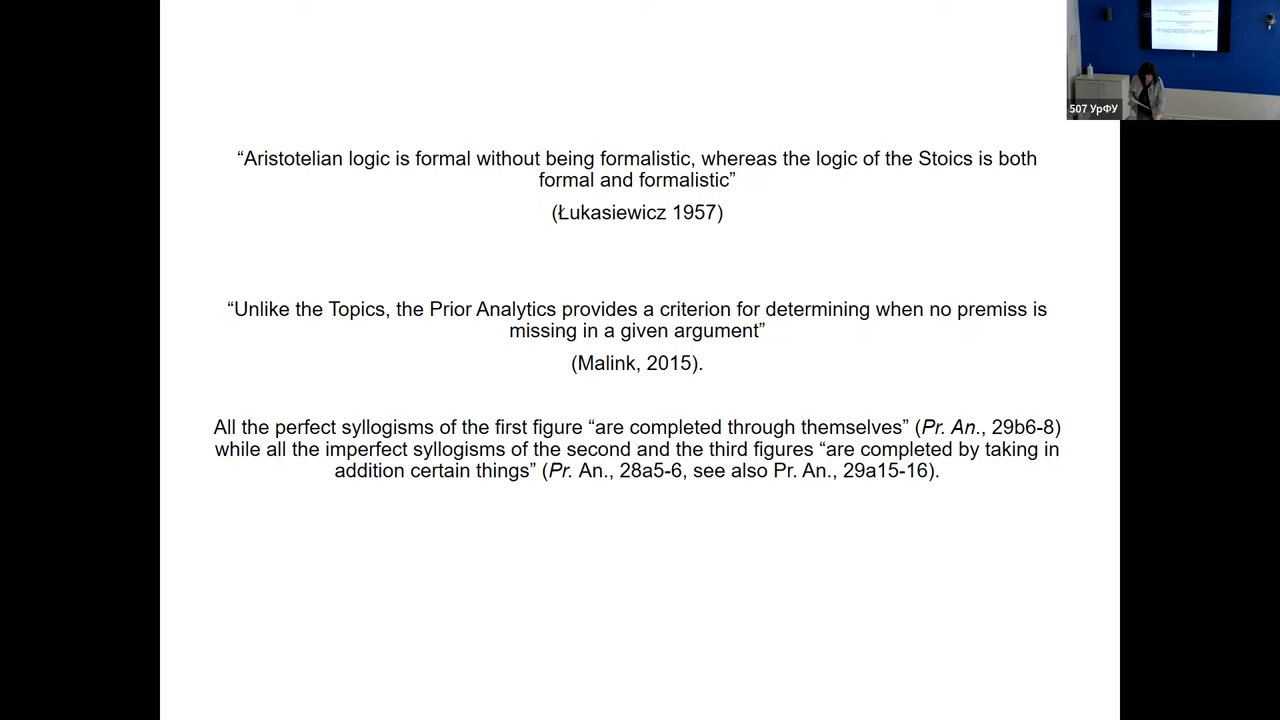 “Aristotelian logic is formal without being formalistic, whereas the logic of the Stoics is both
formal and formalistic”
(Łukasiewicz 1957)
“Unlike the Topics, the Prior Analytics provides a criterion for determining when no premiss is
missing in a given argument”
(Malink, 2015).
All the perfect syllogisms of the first figure “are completed through themselves” (Pr. An., 29b6-8)
while all the imperfect syllogisms of the second and the third figures “are completed by taking in
addition certain things” (Pr. An., 28a5-6, see also Pr. An., 29a15-16).
507 УрФУ